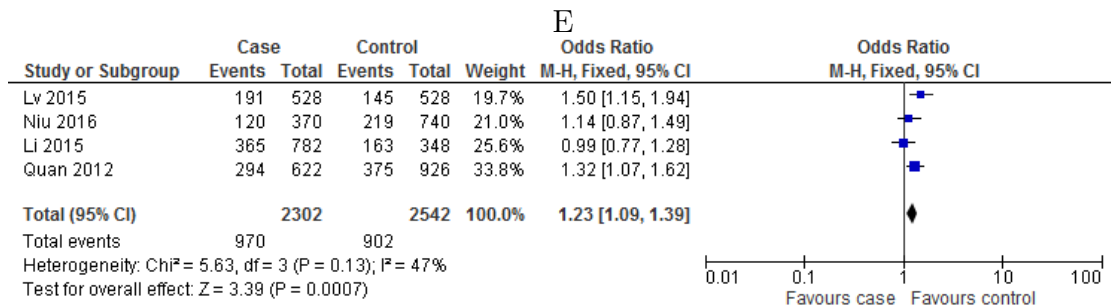 E
Case Control Odds Ratio Odds Ratio
Study or Subgroup Events Total Events Total Weight M-H, Fixed, 95% CI M-H, Fixed, 95% CI
Lv 2015 191 528 145 528 19.7% 1.50 [1.15, 1.94]
Niu 2016 120 370 219 740 21.0% 1.14 [0.87, 1.49]
Li 2015 365 782 163 348 25.6% 0.99 [0.77, 1.28]
Quan 2012 294 622 375 926 33.8% 1.32 [1.07, 1.62]
Total (95% CI) 2302 2542 100.0% 1.23 [1.09, 1.39]
Total events 970 902
Heterogeneity: Chi² = 5.63, df = 3 (P = 0.13); I² = 47%
Test for overall effect: Z = 3.39 (P = 0.0007)
0.01 0.1 1 10 100
Favours case Favours control